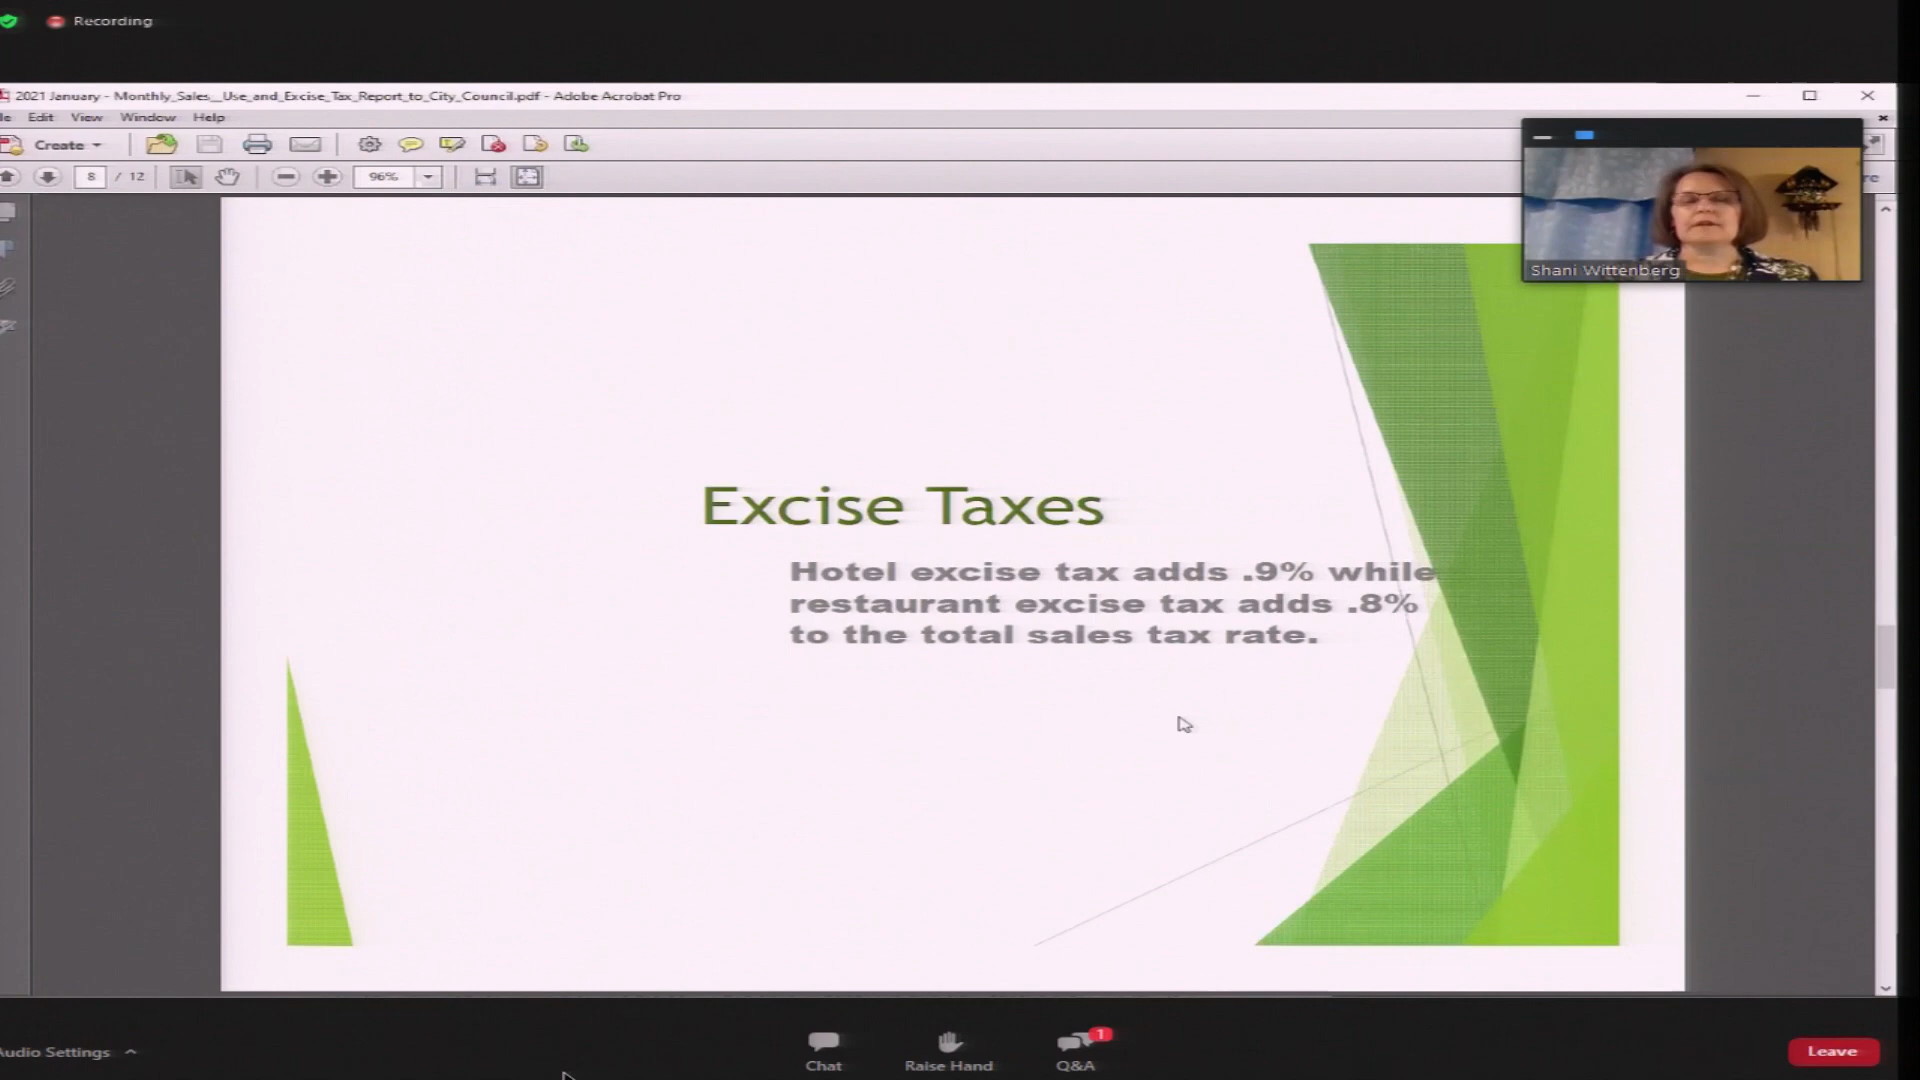 Recording
2021 January - Monthly_Sales__Use_and_Excise_Tax_Report_to_City_Council.pdf - Adobe Acrobat Pro
Edit View Window Help
Create
8 / 12 96%
Shani Wittenberg
Excise Taxes
Hotel excise tax adds .9% while
restaurant excise tax adds .8%
to the total sales tax rate.
Audio Settings
Chat
Raise Hand
1
Q&A
Leave